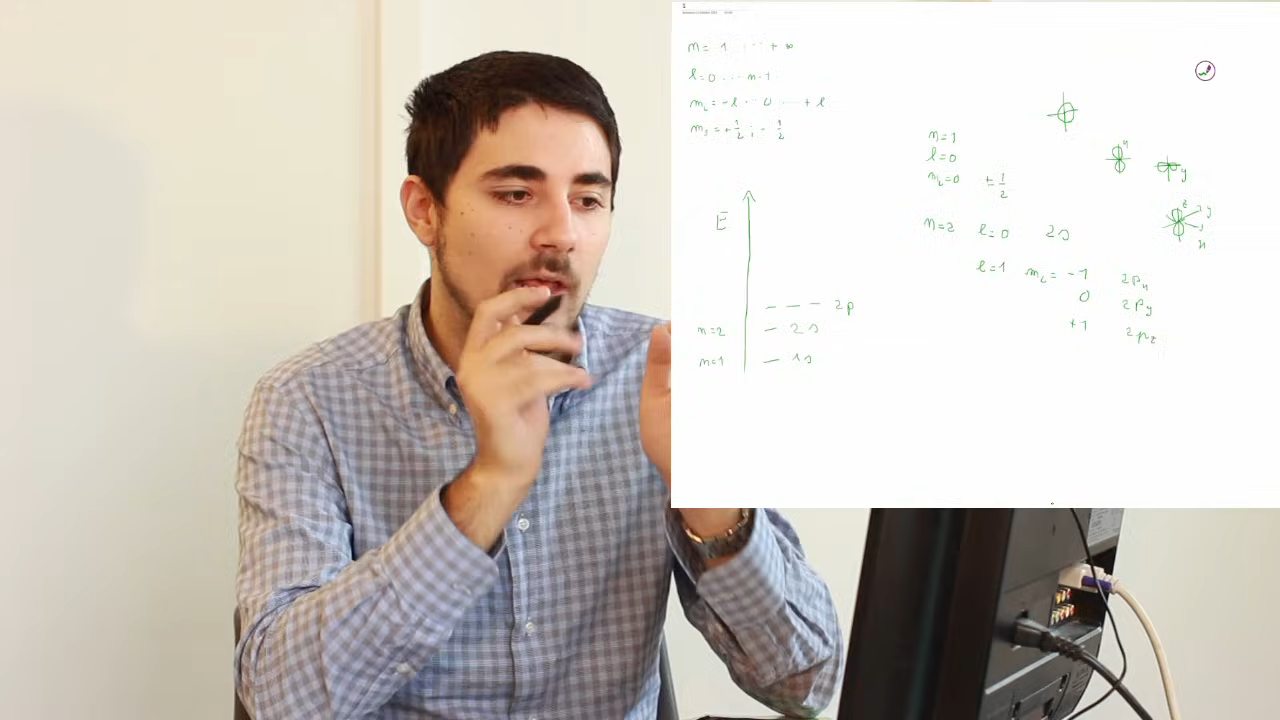 1
n = 1 ... + ∞
l = 0 ... n-1
m_L = -l ... 0 ... + l
m_s = + 1/2 ; - 1/2
E
2p
n=2 2s
n=1 1s
n=1
l=0
m_L=0 ± 1/2
n=2 l=0 2s
l=1 m_L = -1 2p_x
0 2p_y
+1 2p_z
x
y
z
y
x